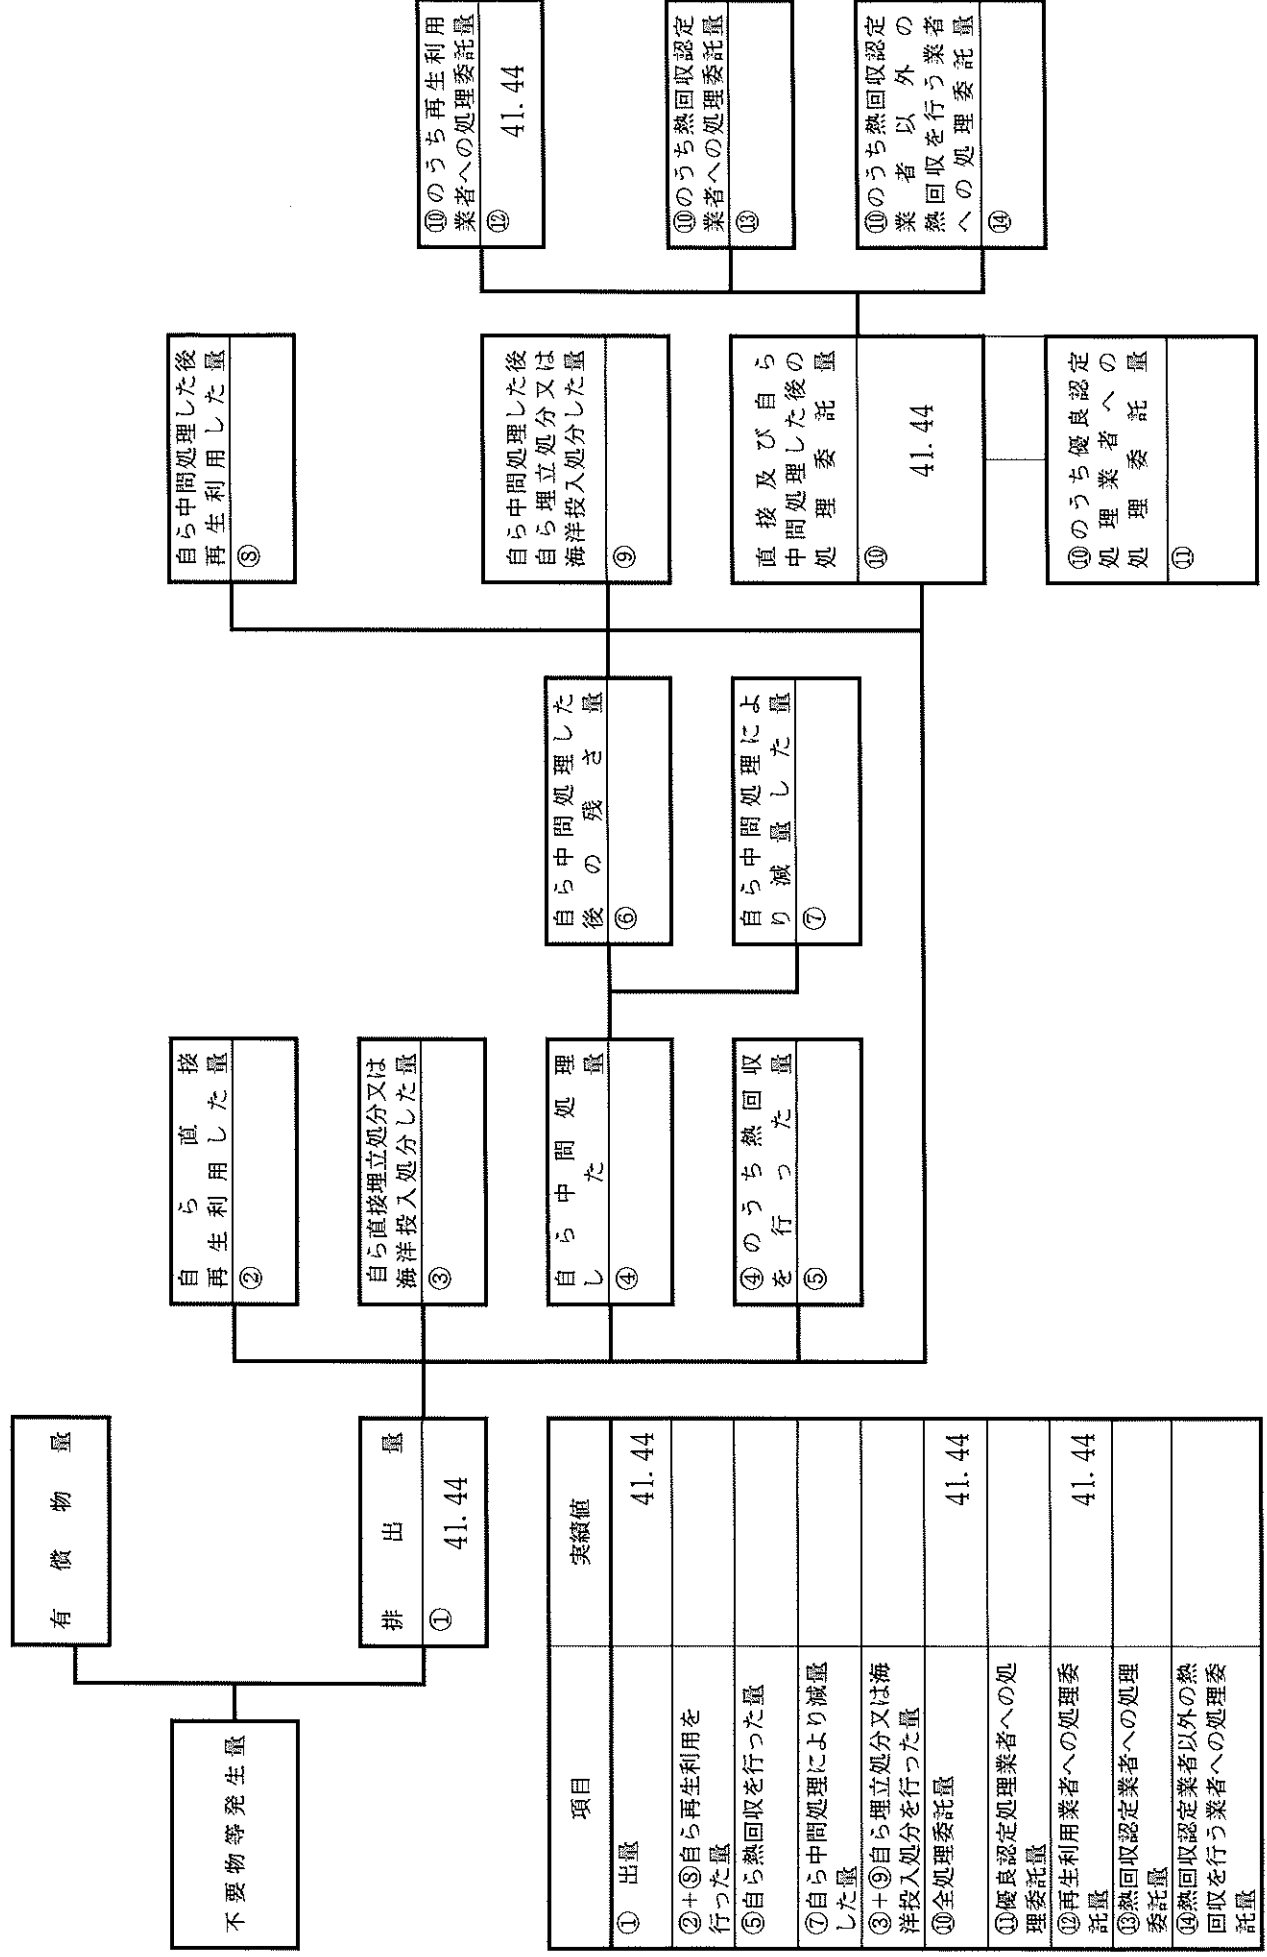 不要物等発生量
有償物量
排出量
①
41.44
自ら直接
再生利用した量
②
自ら直接埋立処分又は
海洋投入処分した量
③
自ら中間処理
した量
④
④のうち熱回収
を行った量
⑤
自ら中間処理した
後の残さ量
⑥
自ら中間処理によ
り減量した量
⑦
自ら中間処理した後
再生利用した量
⑧
自ら中間処理した後
自ら埋立処分又は
海洋投入処分した量
⑨
直接及び自ら
中間処理した後の
処理委託量
⑩
41.44
⑩のうち優良認定
処理業者への
処理委託量
⑪
⑩のうち再生利用
業者への処理委託量
⑫
41.44
⑩のうち熱回収認定
業者への処理委託量
⑬
⑩のうち熱回収認定
業者以外の
熱回収を行う業者
への処理委託量
⑭
項目 実績値
① 出量 41.44
②+⑧自ら再生利用を
行った量
⑤自ら熱回収を行った量
⑦自ら中間処理により減量
した量
③+⑨自ら埋立処分又は海
洋投入処分を行った量
⑩全処理委託量 41.44
⑪優良認定処理業者への処
理委託量
⑫再生利用業者への処理委
託量 41.44
⑬熱回収認定業者への処理
委託量
⑭熱回収認定業者以外の熱
回収を行う業者への処理委
託量